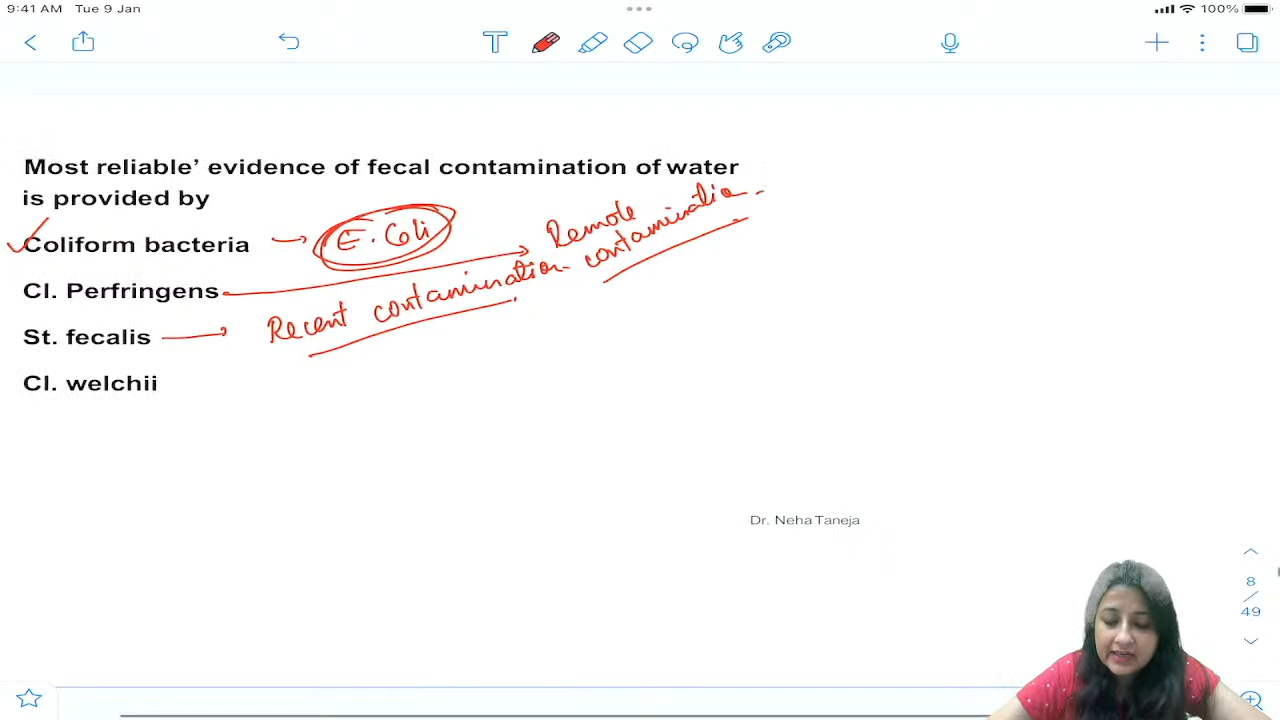 9:41 AM Tue 9 Jan
100%
T
Most reliable’ evidence of fecal contamination of water
is provided by
Coliform bacteria → E. Coli
Remote
contamination.
Cl. Perfringens
Recent contamination.
St. fecalis
Cl. welchii
Dr. Neha Taneja
8
49